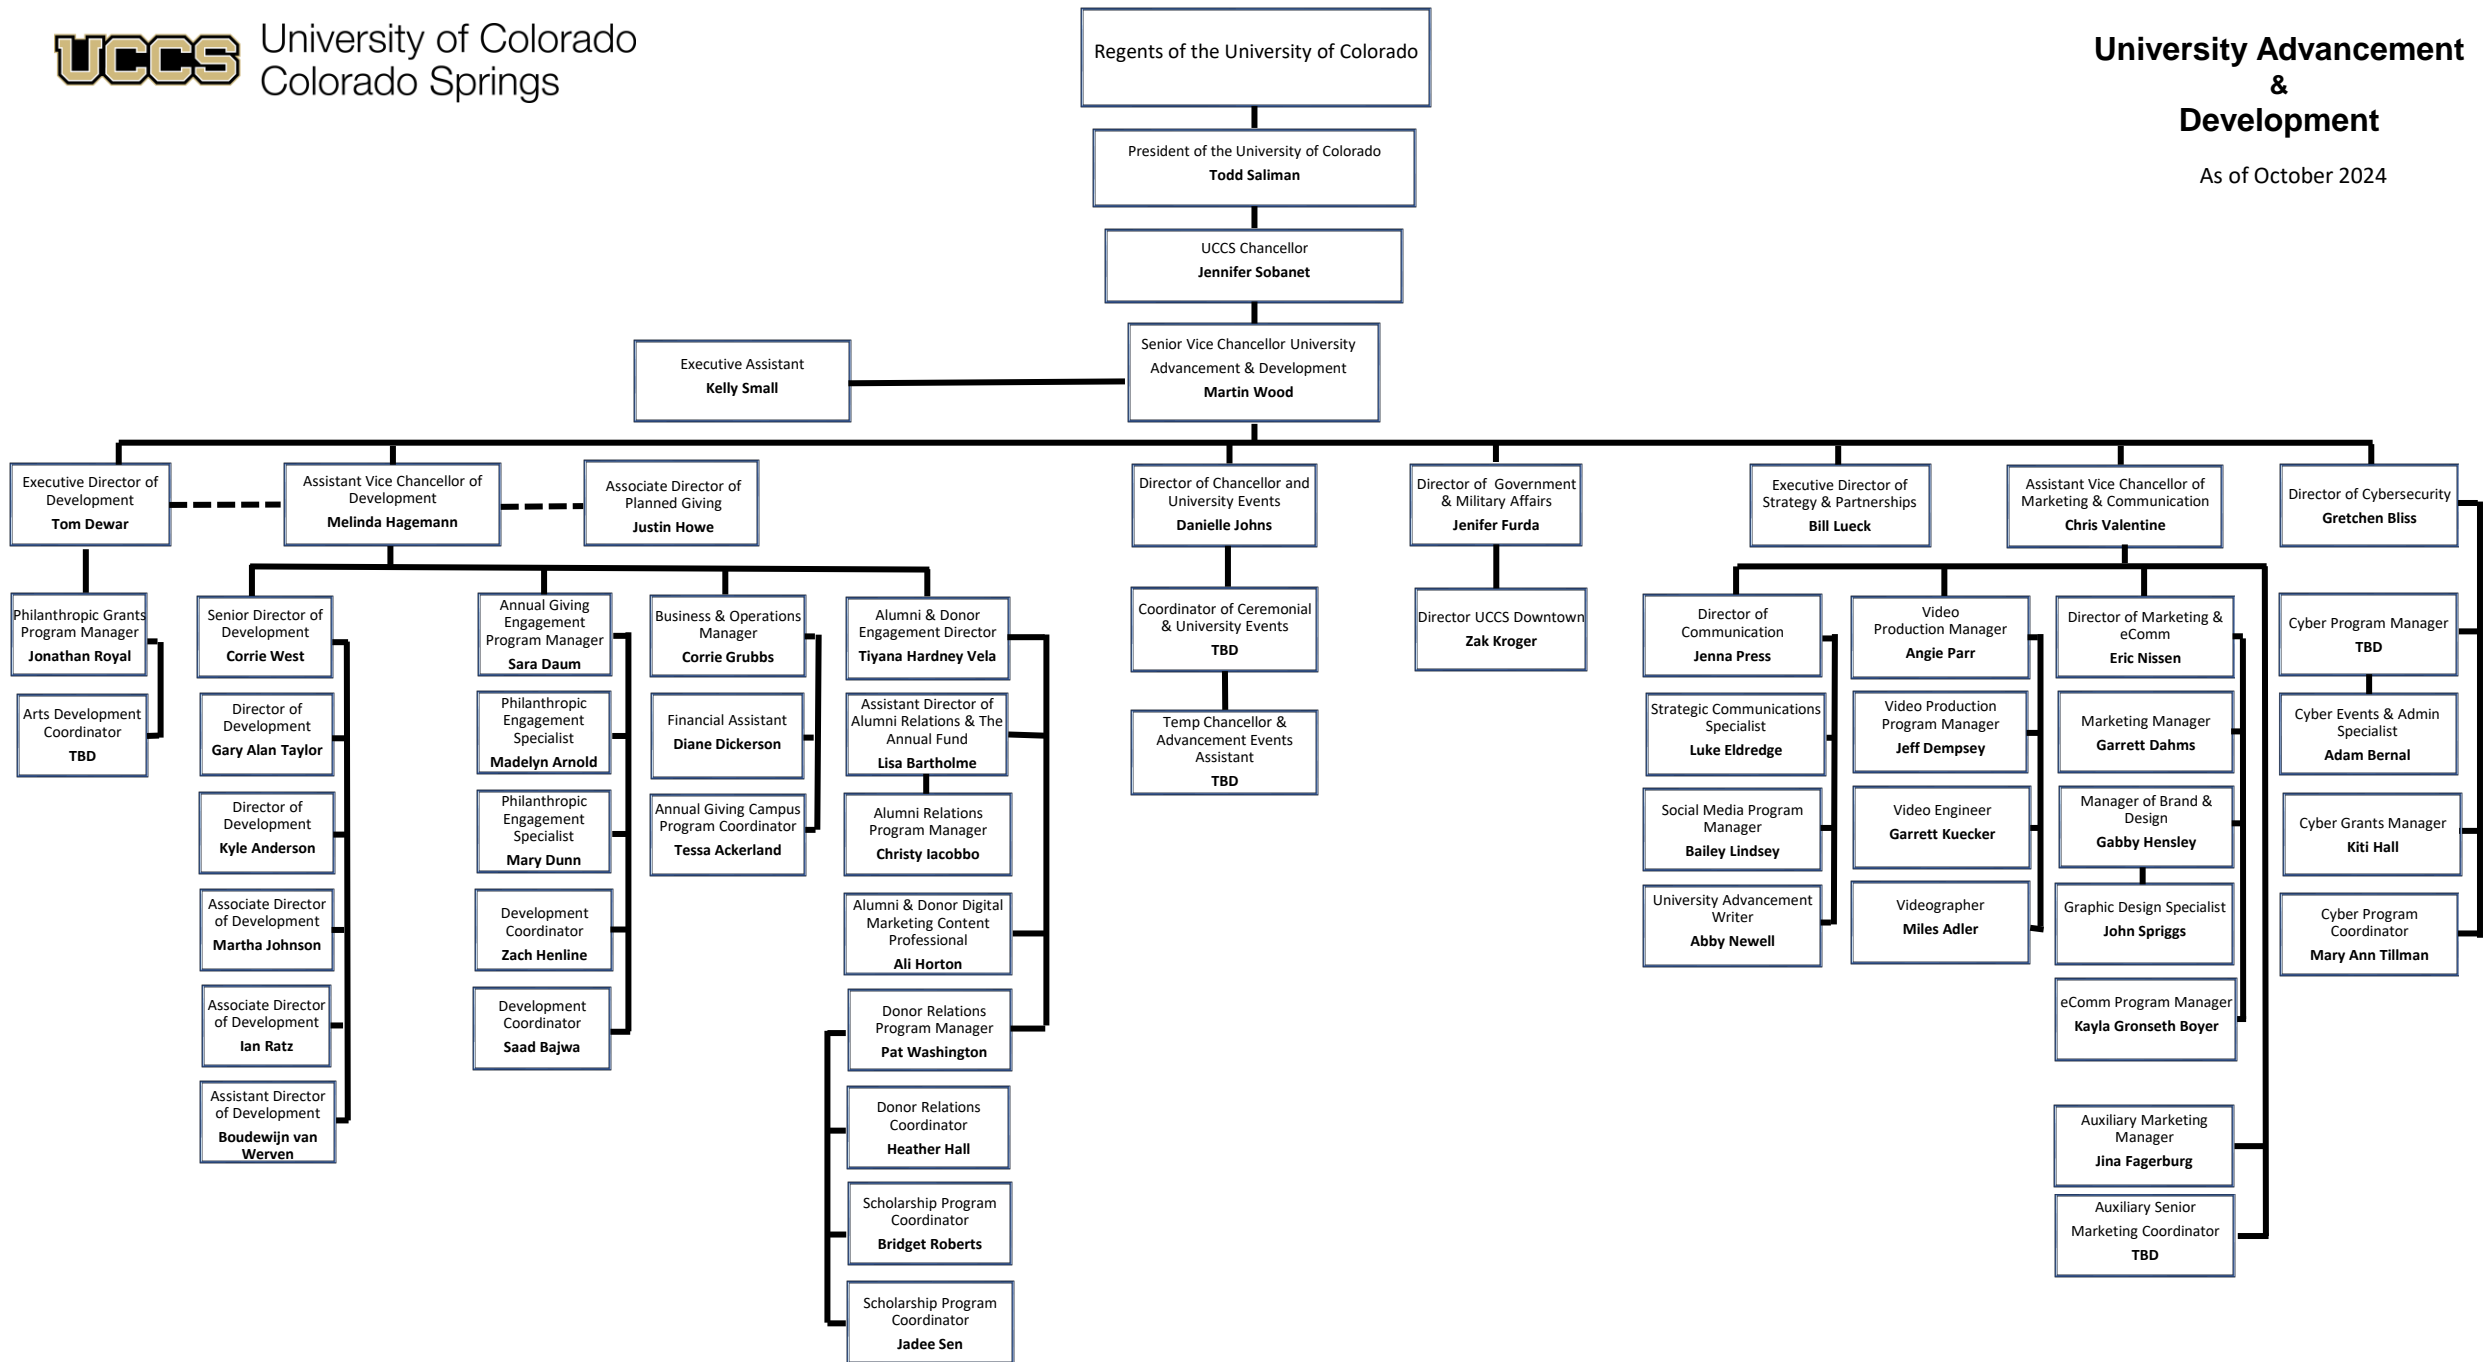 UCCS
University of Colorado
Colorado Springs
University Advancement
&
Development
As of October 2024
Regents of the University of Colorado
President of the University of Colorado
Todd Saliman
UCCS Chancellor
Jennifer Sobanet
Senior Vice Chancellor University
Advancement & Development
Martin Wood
Executive Assistant
Kelly Small
Executive Director of
Development
Tom Dewar
Assistant Vice Chancellor of
Development
Melinda Hagemann
Associate Director of
Planned Giving
Justin Howe
Director of Chancellor and
University Events
Danielle Johns
Director of  Government
& Military Affairs
Jenifer Furda
Executive Director of
Strategy & Partnerships
Bill Lueck
Assistant Vice Chancellor of
Marketing & Communication
Chris Valentine
Director of Cybersecurity
Gretchen Bliss
Philanthropic Grants
Program Manager
Jonathan Royal
Arts Development
Coordinator
TBD
Senior Director of
Development
Corrie West
Director of
Development
Gary Alan Taylor
Director of
Development
Kyle Anderson
Associate Director
of Development
Martha Johnson
Associate Director
of Development
Ian Ratz
Assistant Director
of Development
Boudewijn van
Werven
Annual Giving
Engagement
Program Manager
Sara Daum
Philanthropic
Engagement
Specialist
Madelyn Arnold
Philanthropic
Engagement
Specialist
Mary Dunn
Development
Coordinator
Zach Henline
Development
Coordinator
Saad Bajwa
Business & Operations
Manager
Corrie Grubbs
Financial Assistant
Diane Dickerson
Annual Giving Campus
Program Coordinator
Tessa Ackerland
Alumni & Donor
Engagement Director
Tiyana Hardney Vela
Assistant Director of
Alumni Relations & The
Annual Fund
Lisa Bartholme
Alumni Relations
Program Manager
Christy Iacobbo
Alumni & Donor Digital
Marketing Content
Professional
Ali Horton
Donor Relations
Program Manager
Pat Washington
Donor Relations
Coordinator
Heather Hall
Scholarship Program
Coordinator
Bridget Roberts
Scholarship Program
Coordinator
Jadee Sen
Coordinator of Ceremonial
& University Events
TBD
Temp Chancellor &
Advancement Events
Assistant
TBD
Director UCCS Downtown
Zak Kroger
Director of
Communication
Jenna Press
Strategic Communications
Specialist
Luke Eldredge
Social Media Program
Manager
Bailey Lindsey
University Advancement
Writer
Abby Newell
Video
Production Manager
Angie Parr
Video Production
Program Manager
Jeff Dempsey
Video Engineer
Garrett Kuecker
Videographer
Miles Adler
Director of Marketing &
eComm
Eric Nissen
Marketing Manager
Garrett Dahms
Manager of Brand &
Design
Gabby Hensley
Graphic Design Specialist
John Spriggs
eComm Program Manager
Kayla Gronseth Boyer
Auxiliary Marketing
Manager
Jina Fagerburg
Auxiliary Senior
Marketing Coordinator
TBD
Cyber Program Manager
TBD
Cyber Events & Admin
Specialist
Adam Bernal
Cyber Grants Manager
Kiti Hall
Cyber Program
Coordinator
Mary Ann Tillman